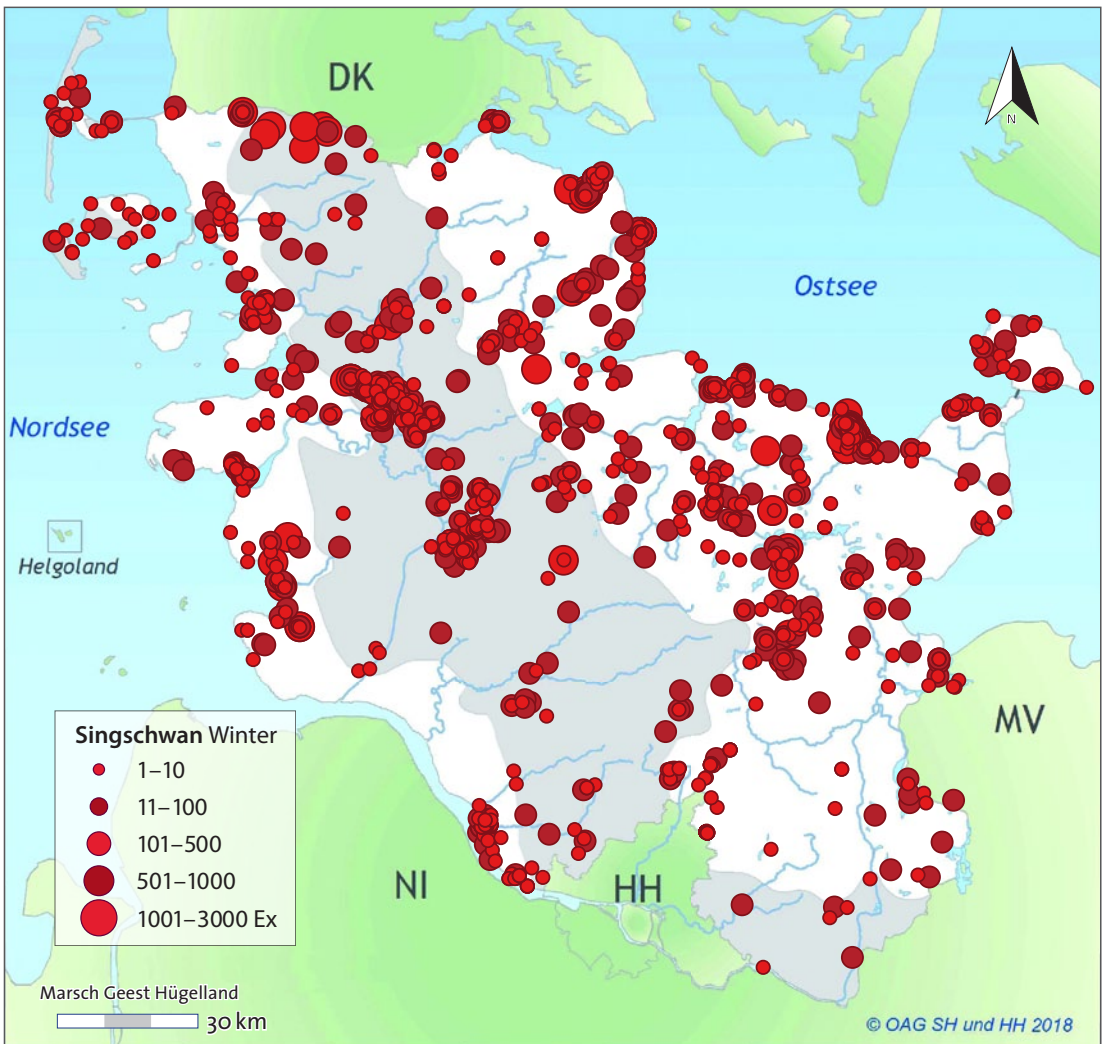 DK
N
Ostsee
Nordsee
Helgoland
MV
NI
HH
Singschwan Winter
1–10
11–100
101–500
501–1000
1001–3000 Ex
Marsch Geest Hügelland
30 km
© OAG SH und HH 2018